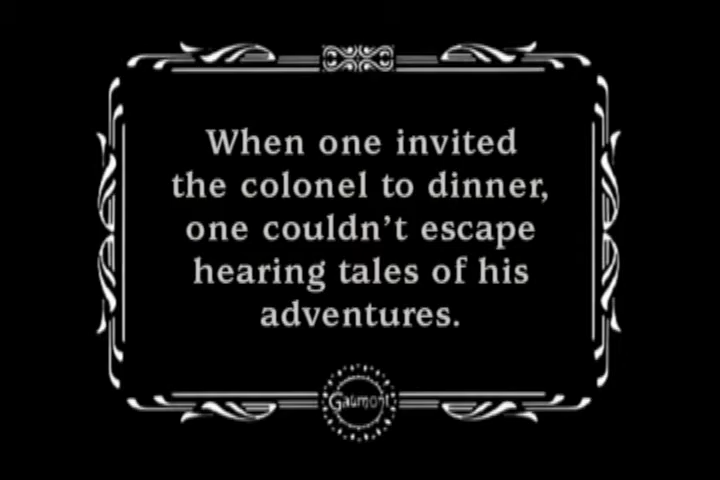 When one invited
the colonel to dinner,
one couldn't escape
hearing tales of his
adventures.
Gaumont